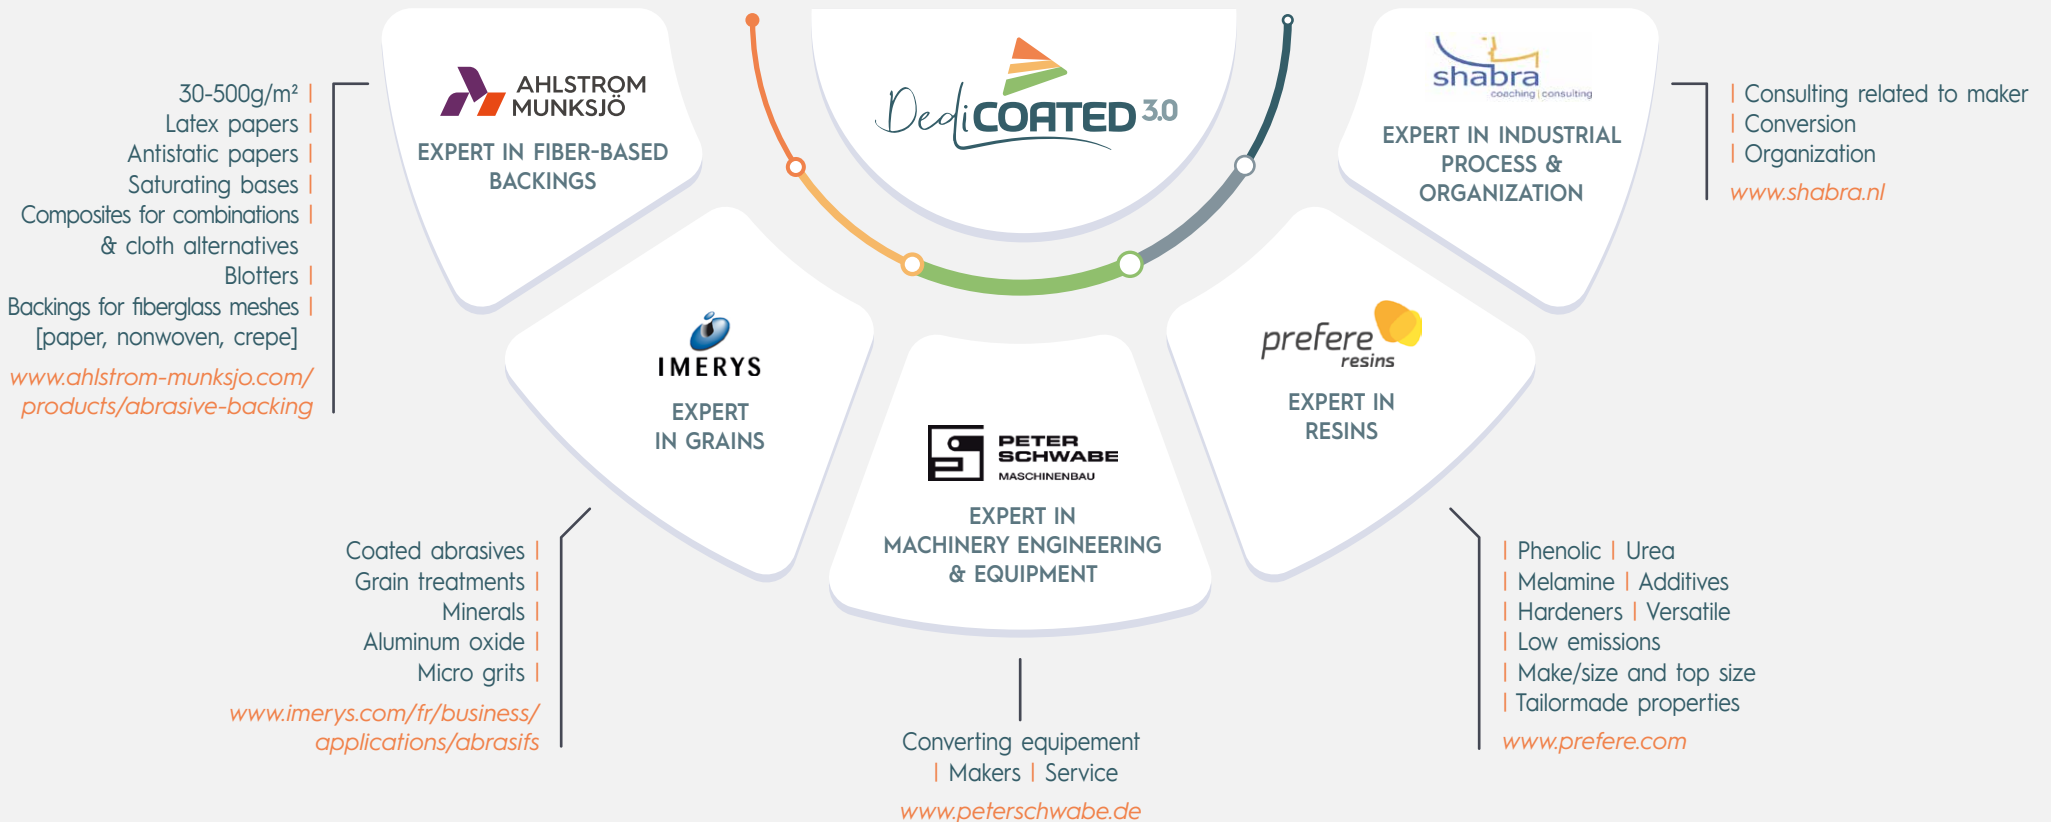 DediCOATED 3.0
AHLSTROM
MUNKSJÖ
EXPERT IN FIBER-BASED
BACKINGS
30-500g/m² |
Latex papers |
Antistatic papers |
Saturating bases |
Composites for combinations |
& cloth alternatives
Blotters |
Backings for fiberglass meshes |
[paper, nonwoven, crepe]
www.ahlstrom-munksjo.com/
products/abrasive-backing
IMERYS
EXPERT
IN GRAINS
Coated abrasives |
Grain treatments |
Minerals |
Aluminum oxide |
Micro grits |
www.imerys.com/fr/business/
applications/abrasifs
PETER
SCHWABE
MASCHINENBAU
EXPERT IN
MACHINERY ENGINEERING
& EQUIPMENT
Converting equipement
| Makers | Service
www.peterschwabe.de
prefere
resins
EXPERT IN
RESINS
| Phenolic | Urea
| Melamine | Additives
| Hardeners | Versatile
| Low emissions
| Make/size and top size
| Tailormade properties
www.prefere.com
shabra
coaching | consulting
EXPERT IN INDUSTRIAL
PROCESS &
ORGANIZATION
| Consulting related to maker
| Conversion
| Organization
www.shabra.nl